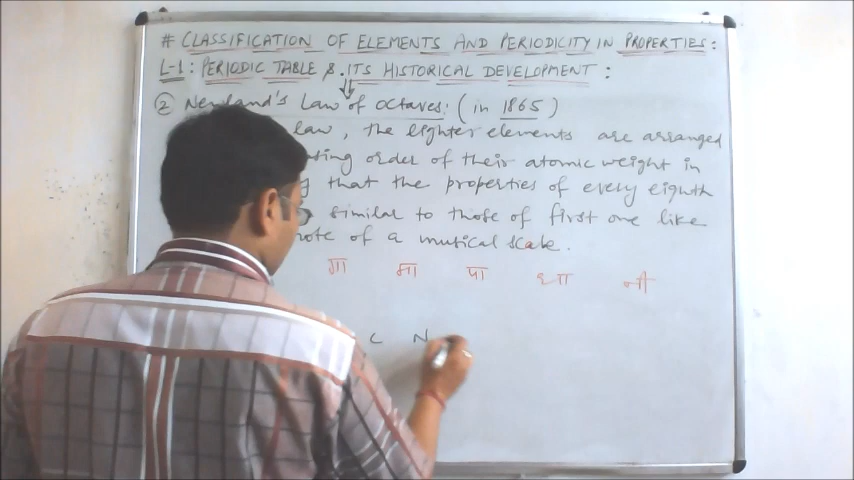 # CLASSIFICATION OF ELEMENTS AND PERIODICITY IN PROPERTIES:
L-1: PERIODIC TABLE & ITS HISTORICAL DEVELOPMENT:
② Newland's Law of octaves: (in 1865)
law, the lighter elements are arranged
order of their atomic weight in
that the properties of every eighth
similar to those of first one like
note of a musical scale.
गा मा पा धा नी
C N